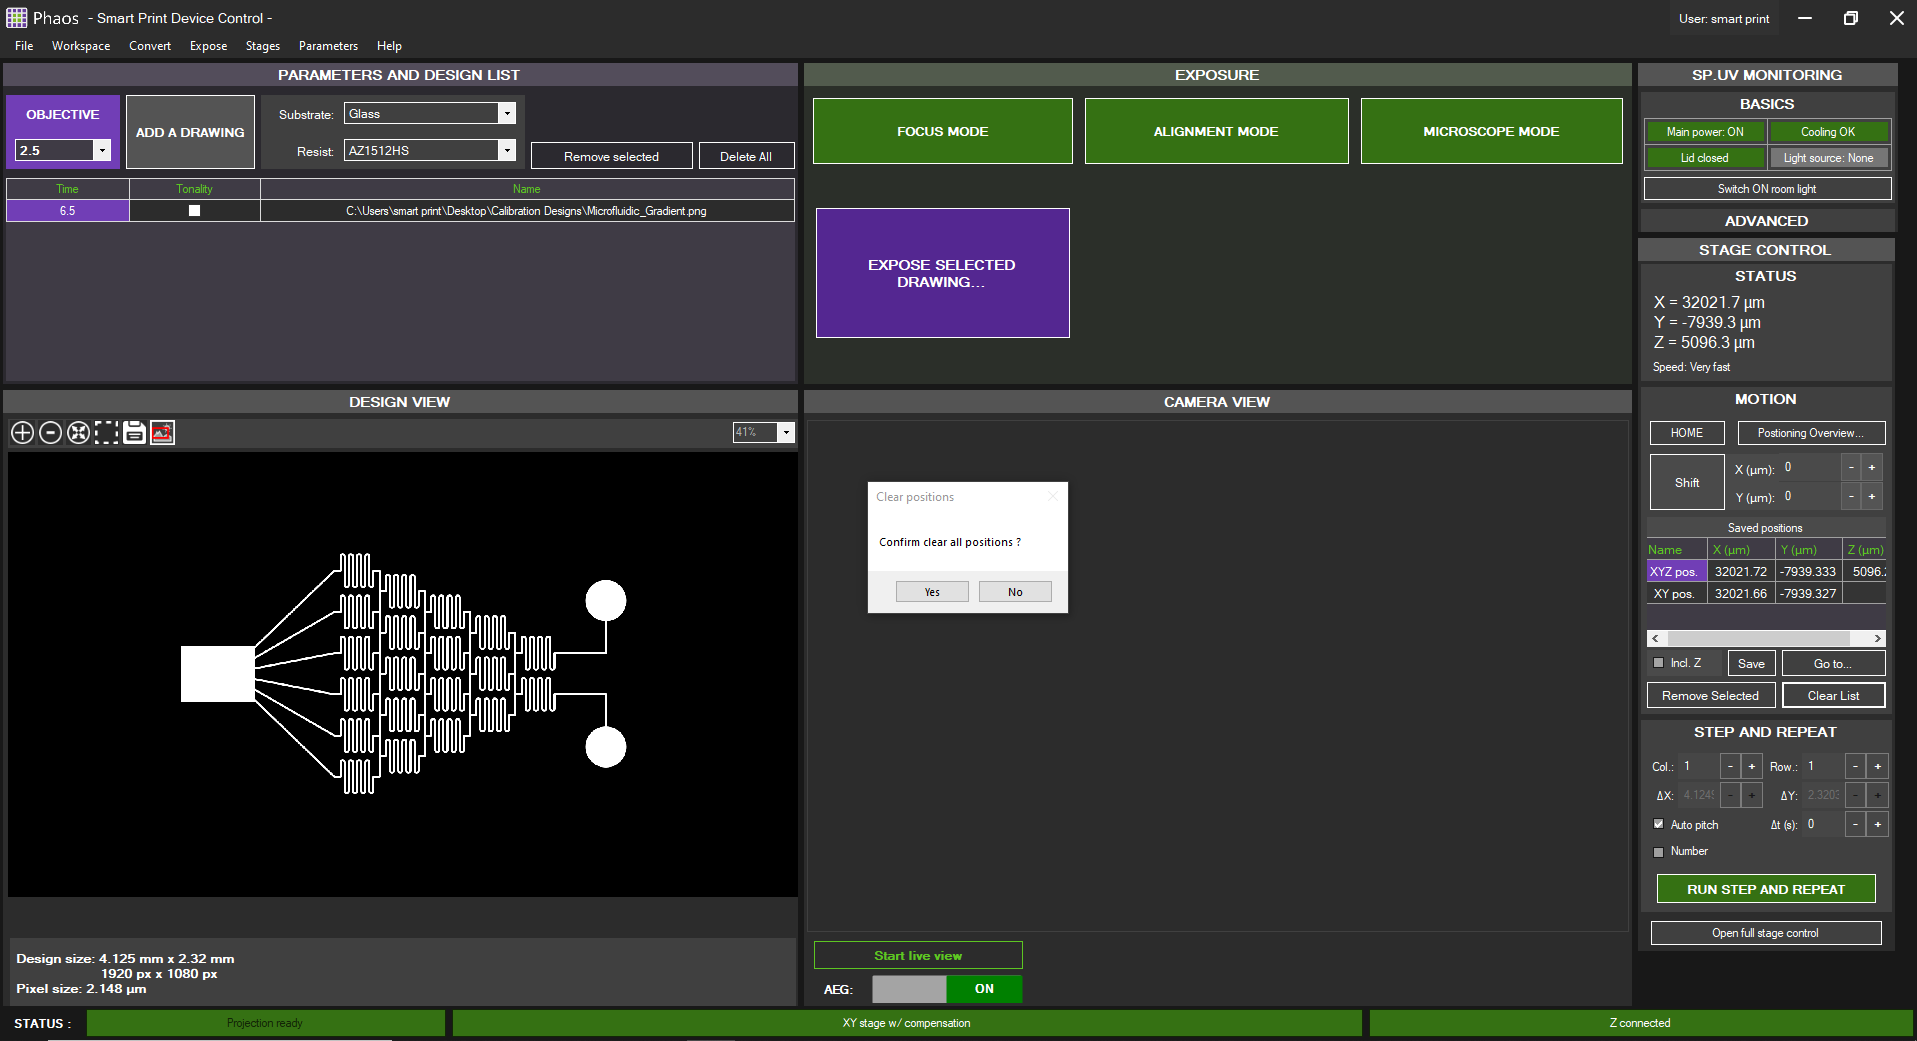 Phaos - Smart Print Device Control -
User: smart print
File Workspace Convert Expose Stages Parameters Help
PARAMETERS AND DESIGN LIST
OBJECTIVE
2.5
ADD A DRAWING
Substrate: Glass
Resist: AZ1512HS
Remove selected
Delete All
Time Tonality Name
6.5 C:\Users\smart print\Desktop\Calibration Designs\Microfluidic_Gradient.png
EXPOSURE
FOCUS MODE
ALIGNMENT MODE
MICROSCOPE MODE
EXPOSE SELECTED
DRAWING...
DESIGN VIEW
41%
Design size: 4.125 mm x 2.32 mm
1920 px x 1080 px
Pixel size: 2.148 µm
CAMERA VIEW
Clear positions
Confirm clear all positions ?
Yes No
Start live view
AEG: ON
SP.UV MONITORING
BASICS
Main power: ON Cooling OK
Lid closed Light source: None
Switch ON room light
ADVANCED
STAGE CONTROL
STATUS
X = 32021.7 µm
Y = -7939.3 µm
Z = 5096.3 µm
Speed: Very fast
MOTION
HOME Postioning Overview...
Shift
X (µm): 0 - +
Y (µm): 0 - +
Saved positions
Name X (µm) Y (µm) Z (µm)
XYZ pos. 32021.72 -7939.333 5096.
XY pos. 32021.66 -7939.327
Incl. Z Save Go to...
Remove Selected Clear List
STEP AND REPEAT
Col.: 1 - + Row.: 1 - +
ΔX: 4.1249 - + ΔY: 2.3203 - +
Auto pitch Δt (s): 0 - +
Number
RUN STEP AND REPEAT
Open full stage control
STATUS : Projection ready XY stage w/ compensation Z connected